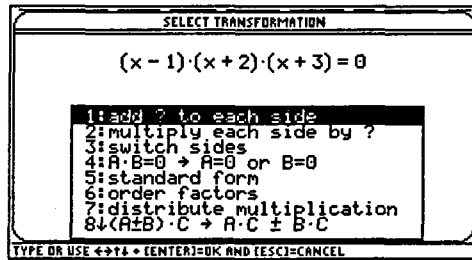 SELECT TRANSFORMATION
(x - 1)·(x + 2)·(x + 3) = 0
1:add ? to each side
2:multiply each side by ?
3:switch sides
4:A·B=0 → A=0 or B=0
5:standard form
6:order factors
7:distribute multiplication
8↓(A±B)·C → A·C ± B·C
TYPE OR USE ←→↑↓ + [ENTER]=OK AND [ESC]=CANCEL